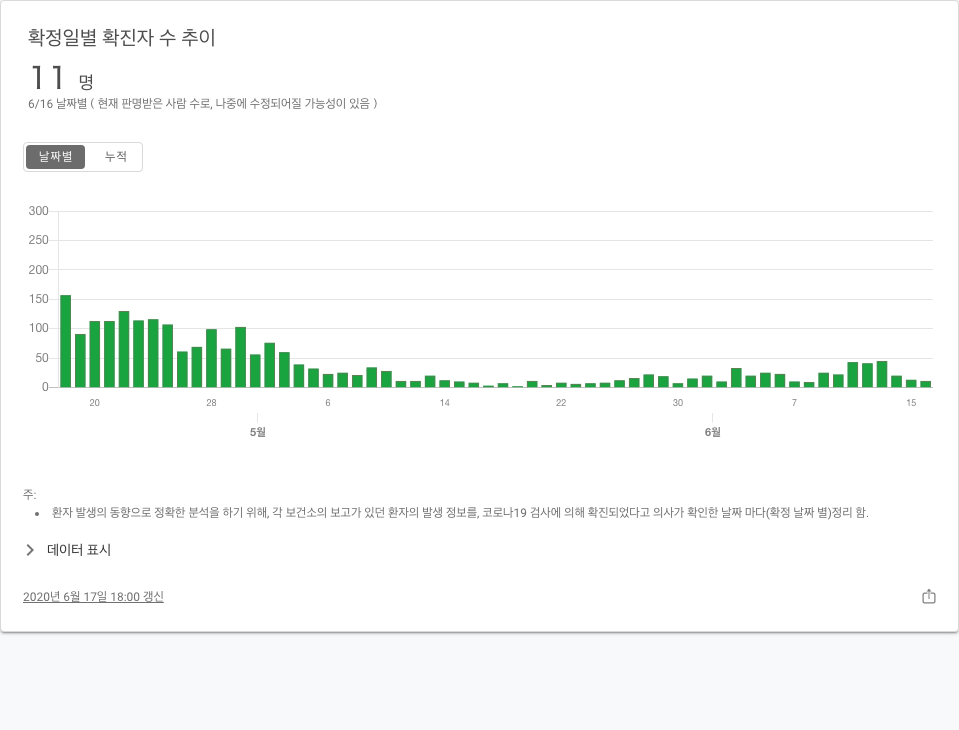 확정일별 확진자 수 추이
11 명
6/16 날짜별 ( 현재 판명받은 사람 수로, 나중에 수정되어질 가능성이 있음 )
날짜별 누적
300
250
200
150
100
50
0
20 28 6 14 22 30 7 15
5월 6월
주:
• 환자 발생의 동향으로 정확한 분석을 하기 위해, 각 보건소의 보고가 있던 환자의 발생 정보를, 코로나19 검사에 의해 확진되었다고 의사가 확인한 날짜 마다(확정 날짜 별)정리 함.
데이터 표시
2020년 6월 17일 18:00 갱신